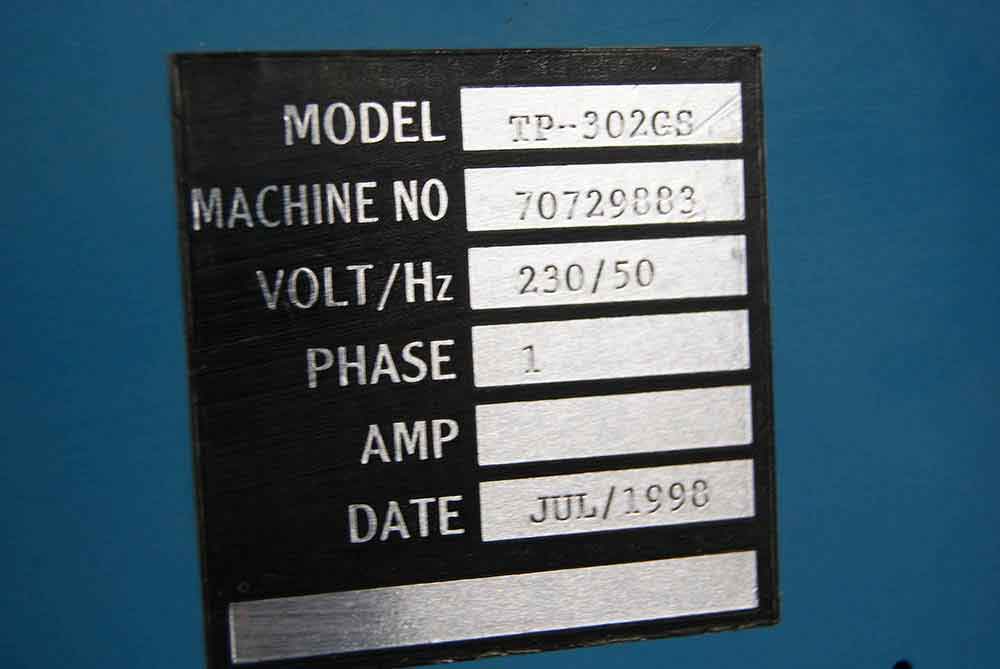 MODEL TP-302GS
MACHINE NO 70729883
VOLT/Hz 230/50
PHASE 1
AMP
DATE JUL/1998